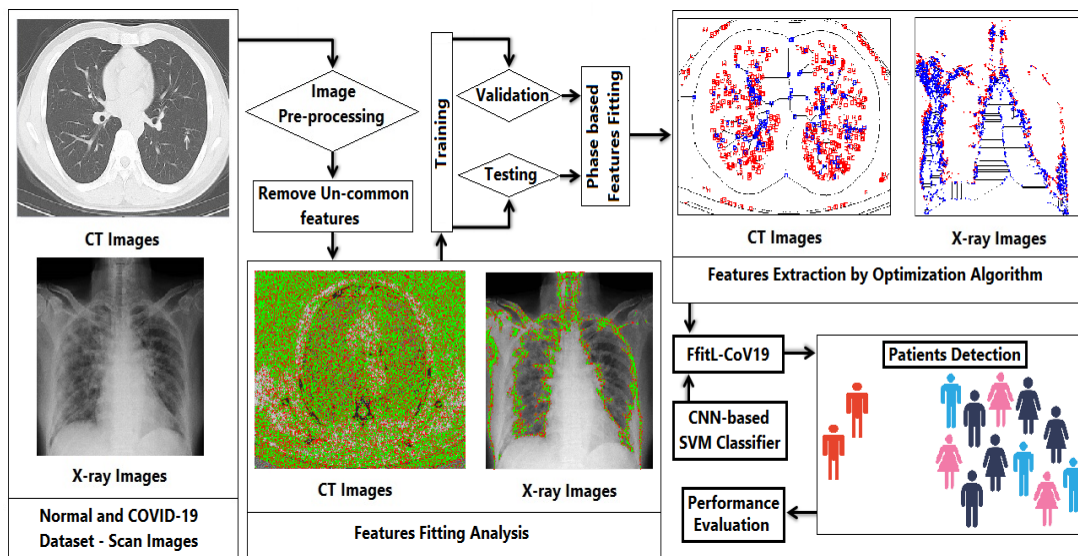 CT Images
X-ray Images
Normal and COVID-19
Dataset - Scan Images
Image
Pre-processing
Remove Un-common
features
CT Images
X-ray Images
Features Fitting Analysis
Training
Validation
Testing
Phase based
Features Fitting
CT Images
X-ray Images
Features Extraction by Optimization Algorithm
FfitL-CoV19
CNN-based
SVM Classifier
Patients Detection
Performance
Evaluation